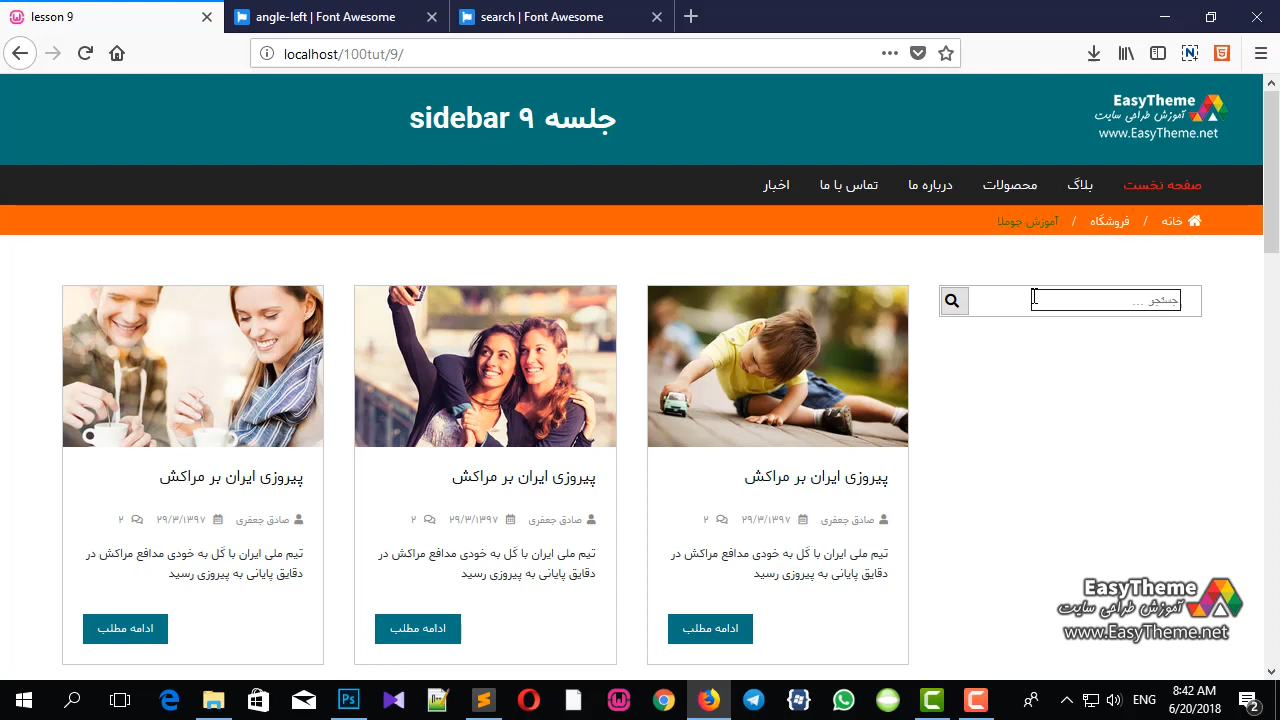 lesson 9
angle-left | Font Awesome
search | Font Awesome
localhost/100tut/9/
EasyTheme
آموزش طراحی سایت
www.EasyTheme.net
جلسه ۹ sidebar
صفحه نخست
بلاگ
محصولات
درباره ما
تماس با ما
اخبار
خانه / فروشگاه / آموزش جوملا
جستجو ...
پیروزی ایران بر مراکش
صادق جعفری ۲۹/۳/۱۳۹۷ ۲
تیم ملی ایران با گل به خودی مدافع مراکش در
دقایق پایانی به پیروزی رسید
ادامه مطلب
پیروزی ایران بر مراکش
صادق جعفری ۲۹/۳/۱۳۹۷ ۲
تیم ملی ایران با گل به خودی مدافع مراکش در
دقایق پایانی به پیروزی رسید
ادامه مطلب
پیروزی ایران بر مراکش
صادق جعفری ۲۹/۳/۱۳۹۷ ۲
تیم ملی ایران با گل به خودی مدافع مراکش در
دقایق پایانی به پیروزی رسید
ادامه مطلب
EasyTheme
آموزش طراحی سایت
www.EasyTheme.net
ENG
8:42 AM
6/20/2018
2